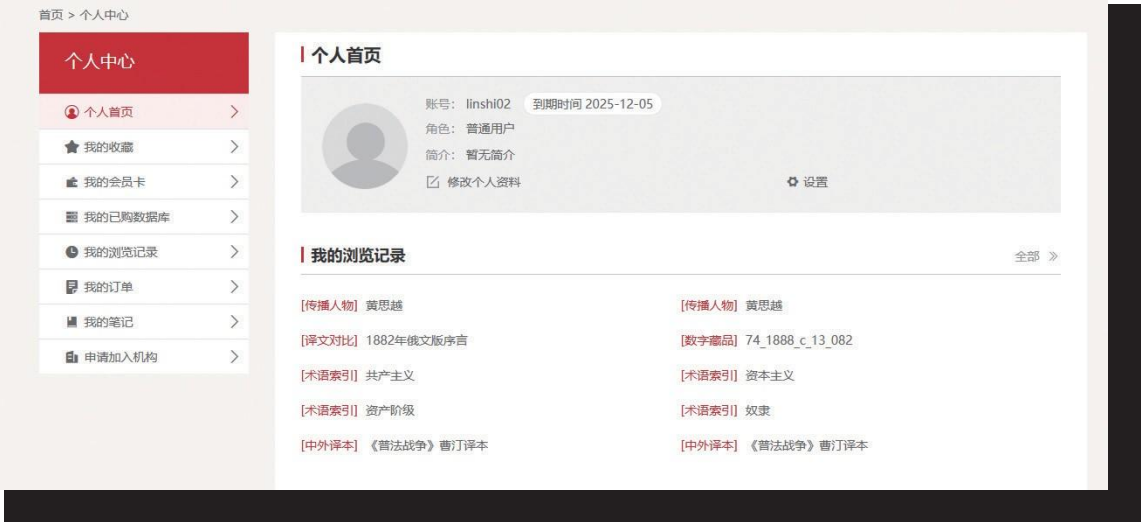 首页 > 个人中心
个人中心
个人首页
我的收藏
我的会员卡
我的已购数据库
我的浏览记录
我的订单
我的笔记
申请加入机构
个人首页
账号: linshi02 到期时间 2025-12-05
角色: 普通用户
简介: 暂无简介
修改个人资料 设置
我的浏览记录 全部 »
[传播人物] 黄思越 [传播人物] 黄思越
[译文对比] 1882年俄文版序言 [数字藏品] 74_1888_c_13_082
[术语索引] 共产主义 [术语索引] 资本主义
[术语索引] 资产阶级 [术语索引] 奴隶
[中外译本] 《普法战争》曹汀译本 [中外译本] 《普法战争》曹汀译本